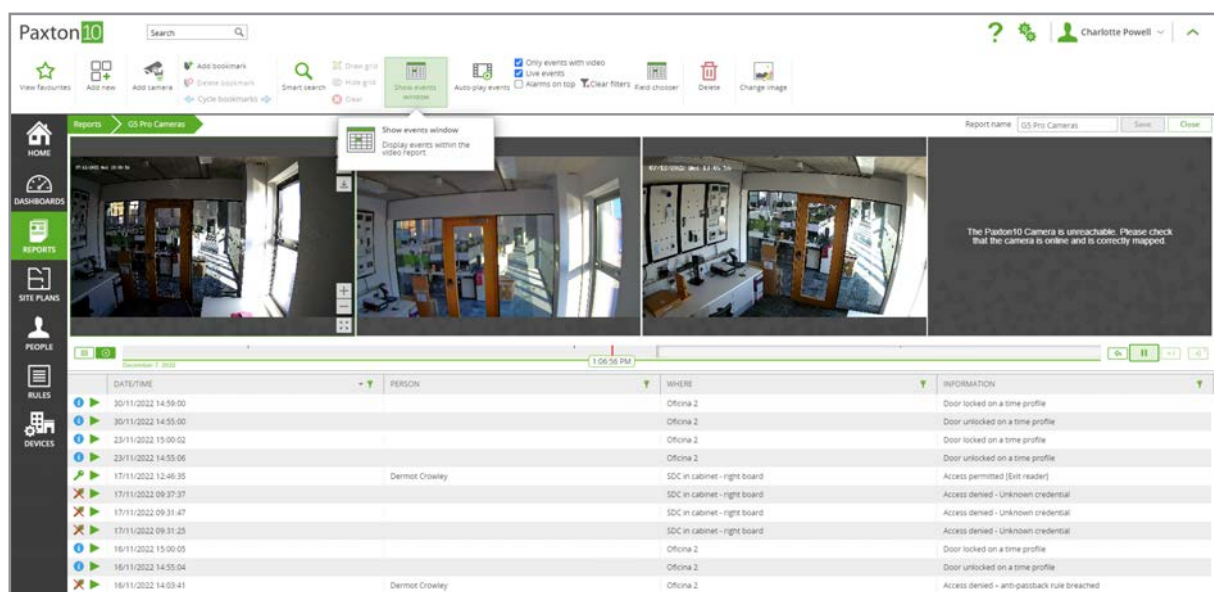 Paxton10
Search
Charlotte Powell
View favourites
Add new
Add camera
Add bookmark
Delete bookmark
Cycle bookmarks
Smart search
Draw grid
Hide grid
Clear
Show events window
Auto-play events
Only events with video
Live events
Alarms on top
Clear filters
Field chooser
Delete
Change image
Reports
G5 Pro Cameras
Show events window
Display events within the
video report.
Report name
G5 Pro Cameras
Save
Close
HOME
DASHBOARDS
REPORTS
SITE PLANS
PEOPLE
RULES
DEVICES
The Paxton10 Camera is unreachable. Please check
that the camera is online and is correctly mapped.
1:06:56 PM
December 7 2022
DATE/TIME PERSON WHERE INFORMATION
30/11/2022 14:59:00 Oficina 2 Door locked on a time profile
30/11/2022 14:55:00 Oficina 2 Door unlocked on a time profile
23/11/2022 15:00:02 Oficina 2 Door locked on a time profile
23/11/2022 14:55:06 Oficina 2 Door unlocked on a time profile
17/11/2022 12:46:35 Dermot Crowley SDC in cabinet - right board Access permitted [Exit reader]
17/11/2022 09:37:37 SDC in cabinet - right board Access denied - Unknown credential
17/11/2022 09:31:47 SDC in cabinet - right board Access denied - Unknown credential
17/11/2022 09:31:25 SDC in cabinet - right board Access denied - Unknown credential
16/11/2022 15:00:05 Oficina 2 Door locked on a time profile
16/11/2022 14:55:04 Oficina 2 Door unlocked on a time profile
16/11/2022 14:03:41 Dermot Crowley Oficina 2 Access denied - anti-passback rule breached